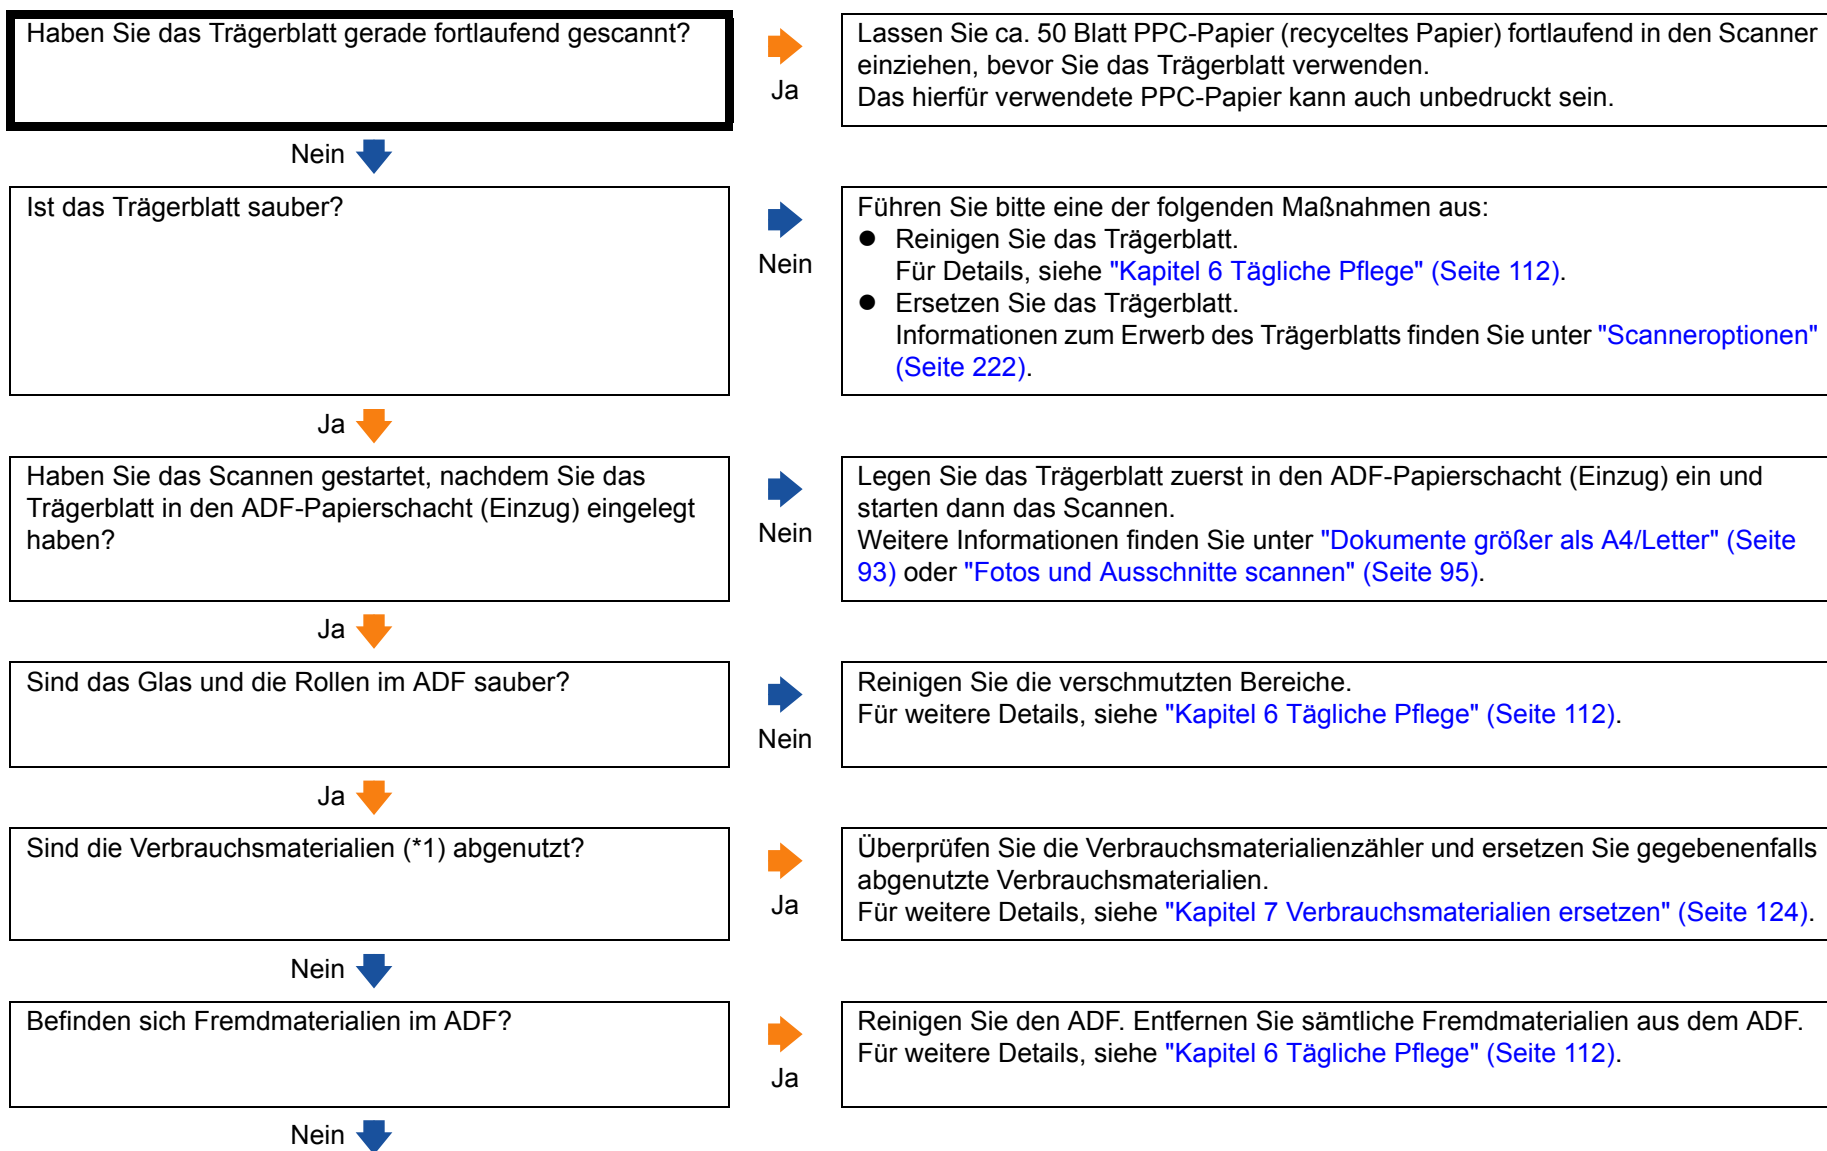 Haben Sie das Trägerblatt gerade fortlaufend gescannt?
Ja
Lassen Sie ca. 50 Blatt PPC-Papier (recyceltes Papier) fortlaufend in den Scanner
einziehen, bevor Sie das Trägerblatt verwenden.
Das hierfür verwendete PPC-Papier kann auch unbedruckt sein.
Nein
Ist das Trägerblatt sauber?
Nein
Führen Sie bitte eine der folgenden Maßnahmen aus:
● Reinigen Sie das Trägerblatt.
Für Details, siehe "Kapitel 6 Tägliche Pflege" (Seite 112).
● Ersetzen Sie das Trägerblatt.
Informationen zum Erwerb des Trägerblatts finden Sie unter "Scanneroptionen"
(Seite 222).
Ja
Haben Sie das Scannen gestartet, nachdem Sie das
Trägerblatt in den ADF-Papierschacht (Einzug) eingelegt
haben?
Nein
Legen Sie das Trägerblatt zuerst in den ADF-Papierschacht (Einzug) ein und
starten dann das Scannen.
Weitere Informationen finden Sie unter "Dokumente größer als A4/Letter" (Seite
93) oder "Fotos und Ausschnitte scannen" (Seite 95).
Ja
Sind das Glas und die Rollen im ADF sauber?
Nein
Reinigen Sie die verschmutzten Bereiche.
Für weitere Details, siehe "Kapitel 6 Tägliche Pflege" (Seite 112).
Ja
Sind die Verbrauchsmaterialien (*1) abgenutzt?
Ja
Überprüfen Sie die Verbrauchsmaterialienzähler und ersetzen Sie gegebenenfalls
abgenutzte Verbrauchsmaterialien.
Für weitere Details, siehe "Kapitel 7 Verbrauchsmaterialien ersetzen" (Seite 124).
Nein
Befinden sich Fremdmaterialien im ADF?
Ja
Reinigen Sie den ADF. Entfernen Sie sämtliche Fremdmaterialien aus dem ADF.
Für weitere Details, siehe "Kapitel 6 Tägliche Pflege" (Seite 112).
Nein